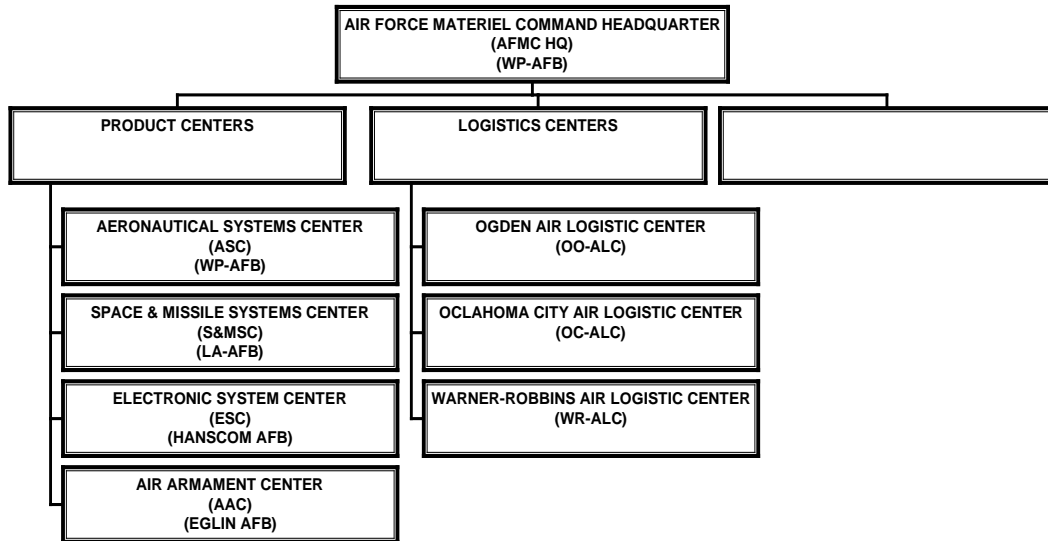 AIR FORCE MATERIEL COMMAND HEADQUARTER
(AFMC HQ)
(WP-AFB)
PRODUCT CENTERS
LOGISTICS CENTERS
AERONAUTICAL SYSTEMS CENTER
(ASC)
(WP-AFB)
SPACE & MISSILE SYSTEMS CENTER
(S&MSC)
(LA-AFB)
ELECTRONIC SYSTEM CENTER
(ESC)
(HANSCOM AFB)
AIR ARMAMENT CENTER
(AAC)
(EGLIN AFB)
OGDEN AIR LOGISTIC CENTER
(OO-ALC)
OCLAHOMA CITY AIR LOGISTIC CENTER
(OC-ALC)
WARNER-ROBBINS AIR LOGISTIC CENTER
(WR-ALC)